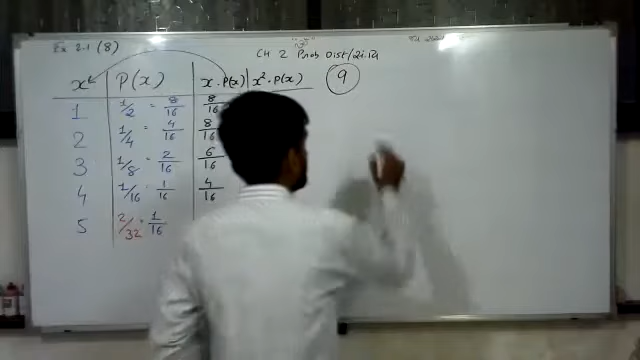 Ex 2.1 (8)
CH 2 Prob Dist/
x P(x) x·P(x) x²·P(x) 9
1 1/2 = 8/16 8/16
2 1/4 = 4/16 8/16
3 1/8 = 2/16 6/16
4 1/16 = 1/16 4/16
5 2/32 = 1/16